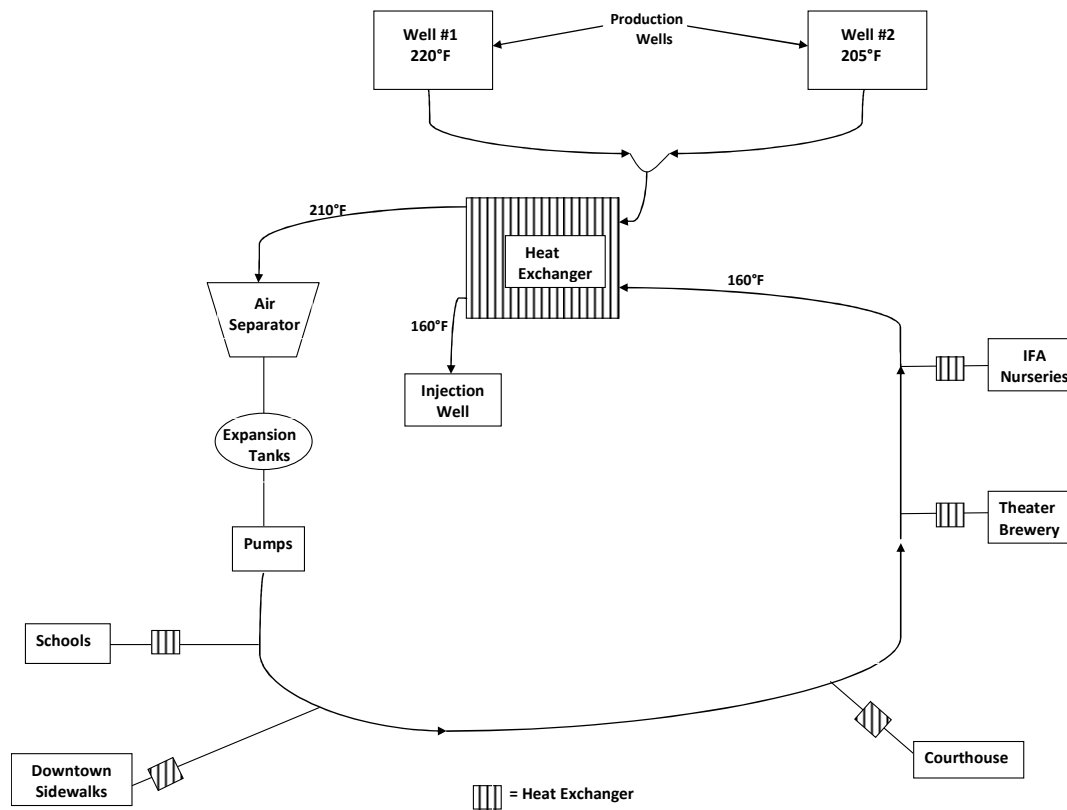 Production
Wells
Well #1
220°F
Well #2
205°F
210°F
Heat
Exchanger
160°F
Air
Separator
160°F
Injection
Well
IFA
Nurseries
Expansion
Tanks
Theater
Brewery
Pumps
Schools
Downtown
Sidewalks
Courthouse
= Heat Exchanger